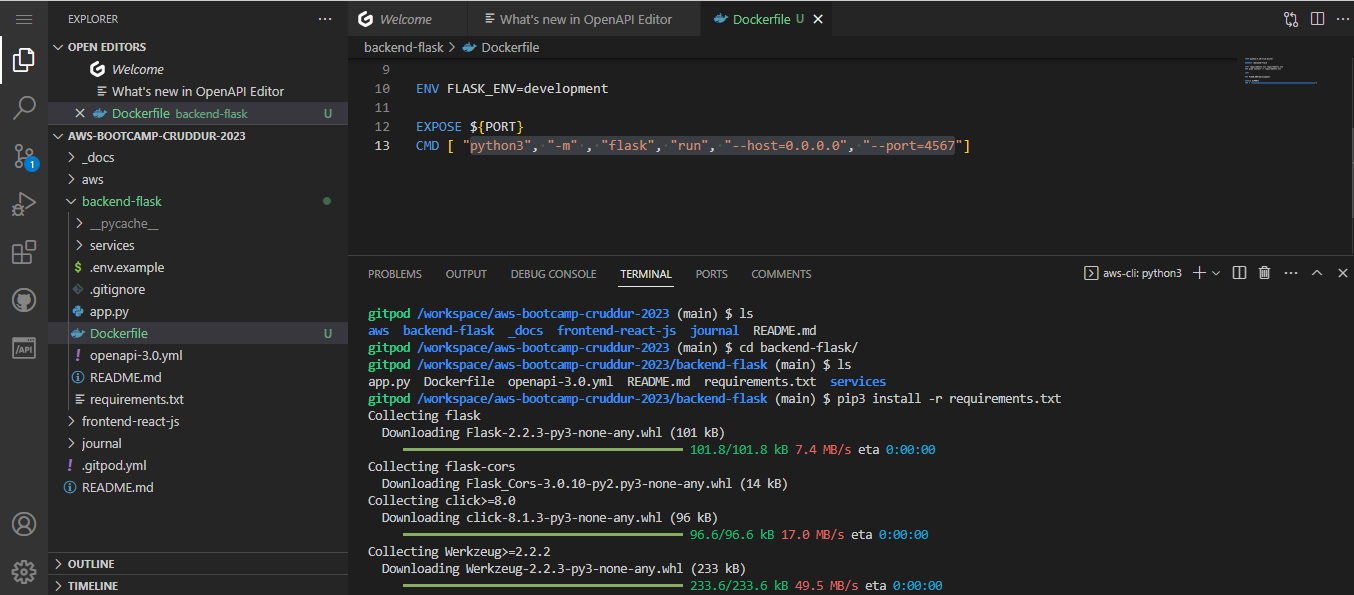 EXPLORER
OPEN EDITORS
Welcome
What's new in OpenAPI Editor
Dockerfile backend-flask U
AWS-BOOTCAMP-CRUDDUR-2023
_docs
aws
backend-flask
__pycache__
services
$ .env.example
.gitignore
app.py
Dockerfile U
! openapi-3.0.yml
README.md
requirements.txt
frontend-react-js
journal
! .gitpod.yml
README.md
OUTLINE
TIMELINE
1
/API
Welcome
What's new in OpenAPI Editor
Dockerfile U
backend-flask > Dockerfile
9
10 ENV FLASK_ENV=development
11
12 EXPOSE ${PORT}
13 CMD [ "python3", "-m" , "flask", "run", "--host=0.0.0.0", "--port=4567"]
PROBLEMS OUTPUT DEBUG CONSOLE TERMINAL PORTS COMMENTS
aws-cli: python3
gitpod /workspace/aws-bootcamp-cruddur-2023 (main) $ ls
aws backend-flask _docs frontend-react-js journal README.md
gitpod /workspace/aws-bootcamp-cruddur-2023 (main) $ cd backend-flask/
gitpod /workspace/aws-bootcamp-cruddur-2023/backend-flask (main) $ ls
app.py Dockerfile openapi-3.0.yml README.md requirements.txt services
gitpod /workspace/aws-bootcamp-cruddur-2023/backend-flask (main) $ pip3 install -r requirements.txt
Collecting flask
Downloading Flask-2.2.3-py3-none-any.whl (101 kB)
101.8/101.8 kB 7.4 MB/s eta 0:00:00
Collecting flask-cors
Downloading Flask_Cors-3.0.10-py2.py3-none-any.whl (14 kB)
Collecting click>=8.0
Downloading click-8.1.3-py3-none-any.whl (96 kB)
96.6/96.6 kB 17.0 MB/s eta 0:00:00
Collecting Werkzeug>=2.2.2
Downloading Werkzeug-2.2.3-py3-none-any.whl (233 kB)
233.6/233.6 kB 49.5 MB/s eta 0:00:00